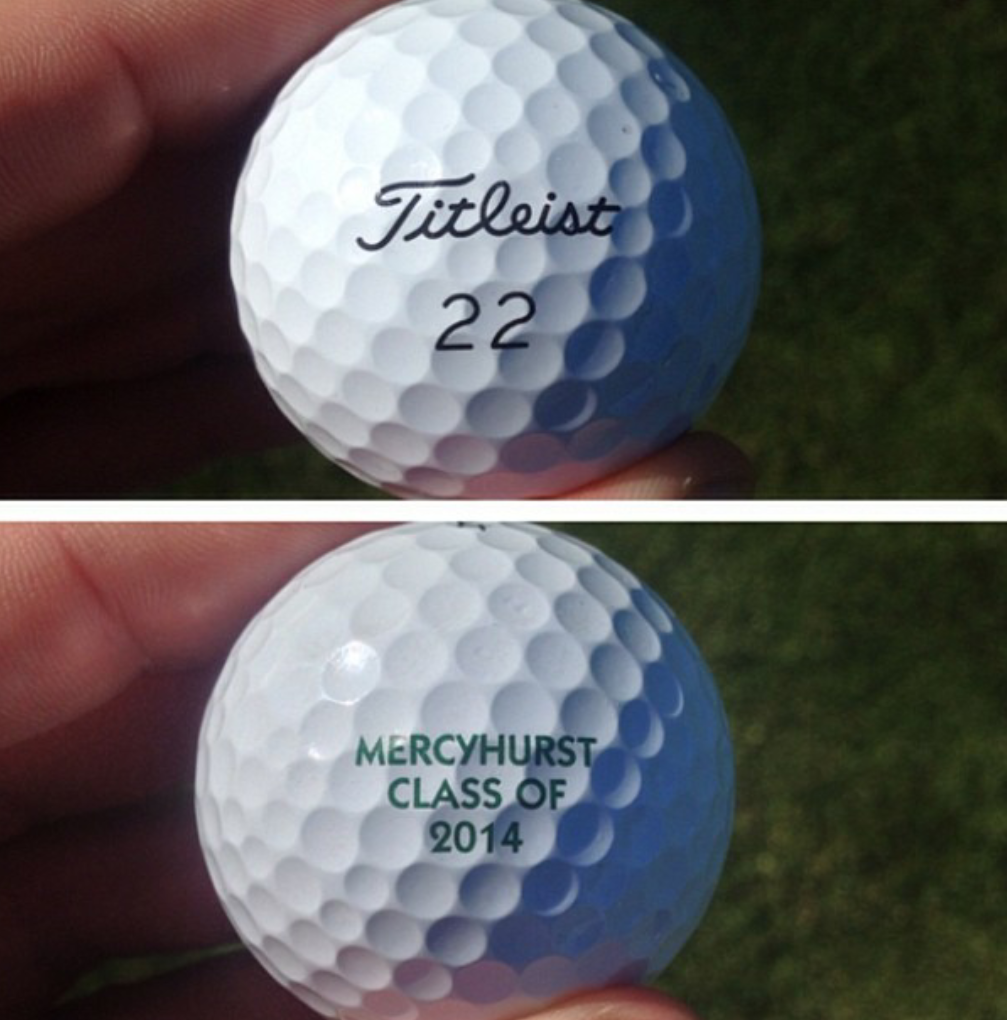 Titleist
22
MERCYHURST
CLASS OF
2014